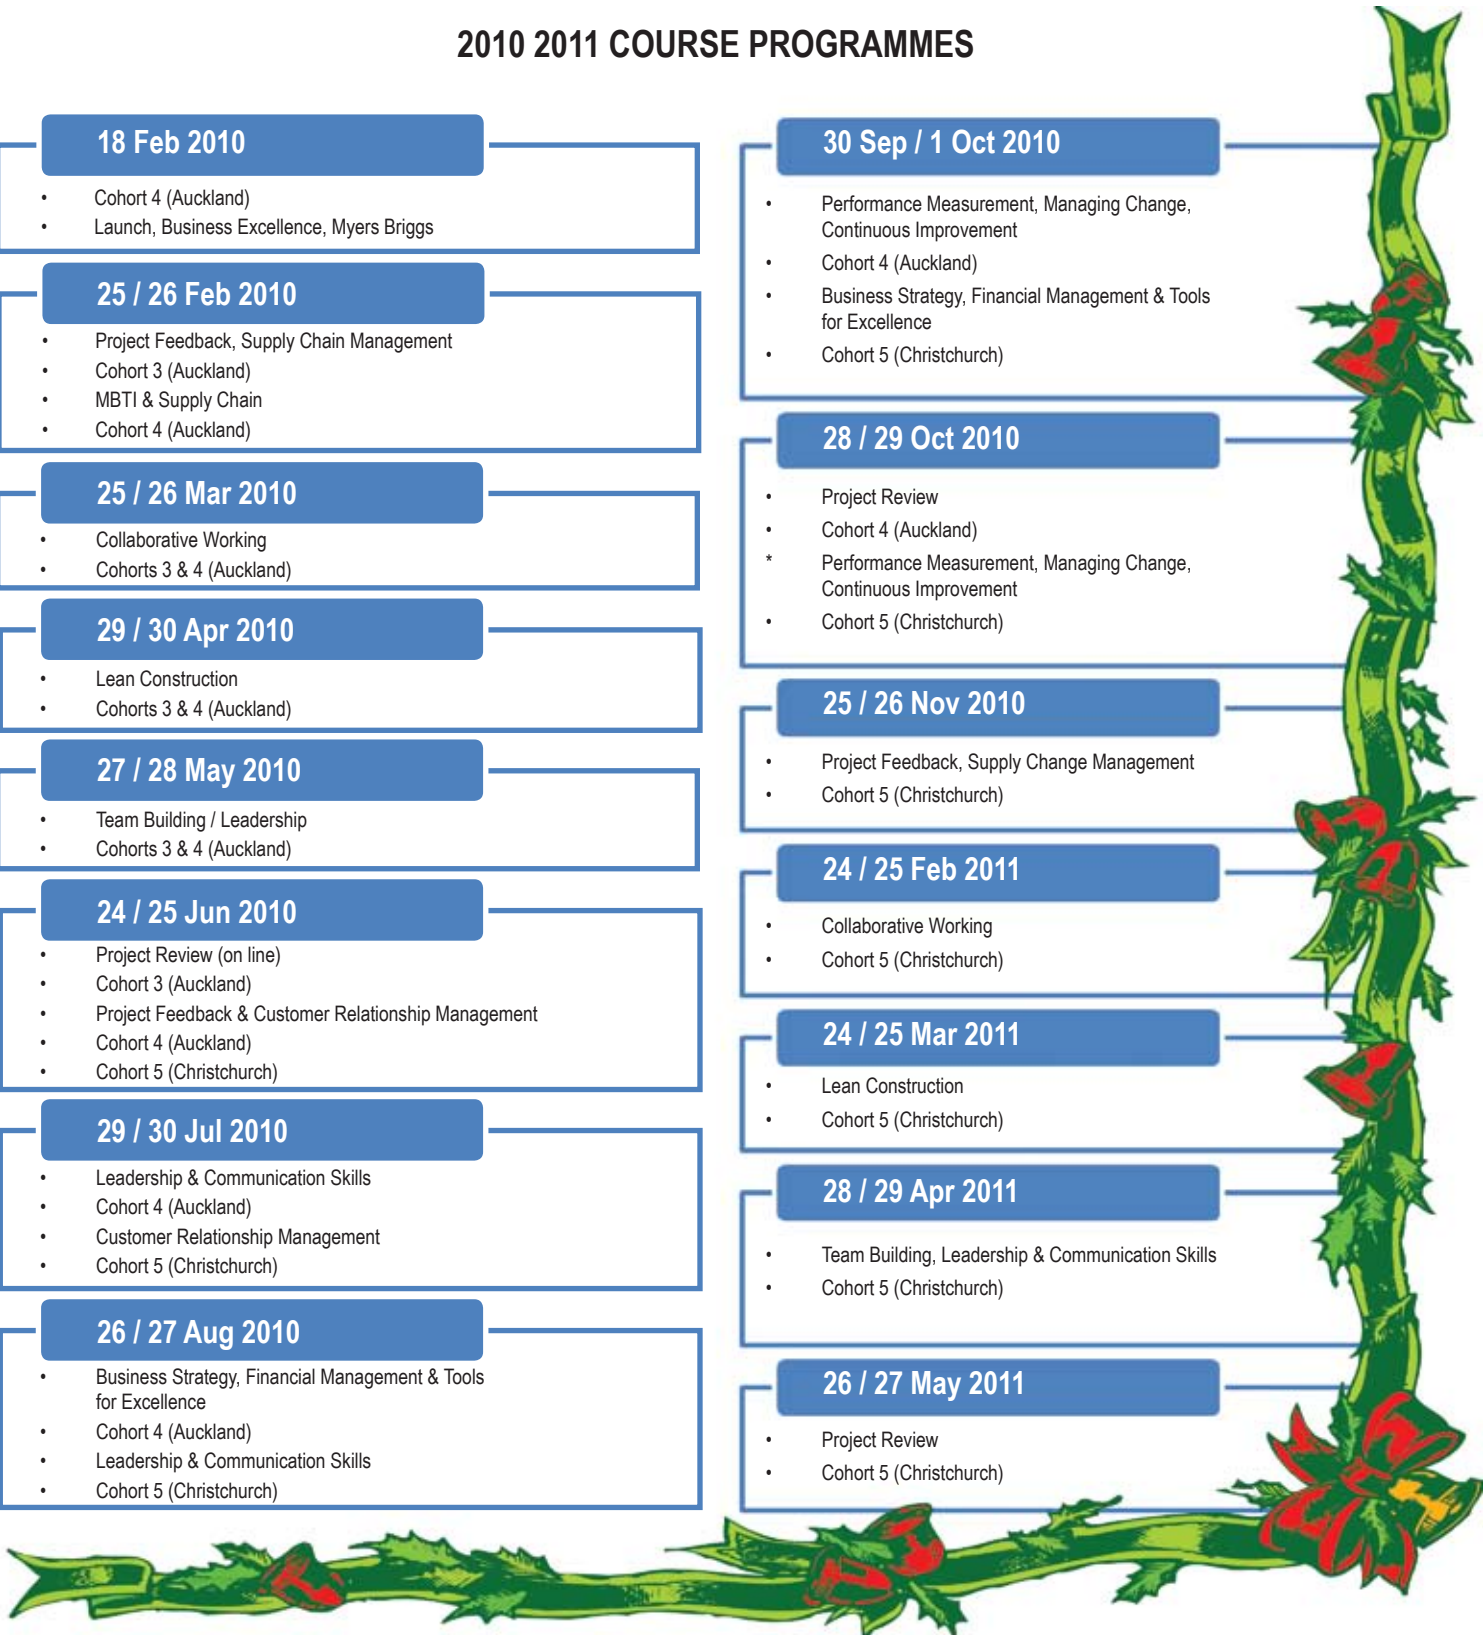 2010 2011 COURSE PROGRAMMES
18 Feb 2010
• Cohort 4 (Auckland)
• Launch, Business Excellence, Myers Briggs
25 / 26 Feb 2010
• Project Feedback, Supply Chain Management
• Cohort 3 (Auckland)
• MBTI & Supply Chain
• Cohort 4 (Auckland)
25 / 26 Mar 2010
• Collaborative Working
• Cohorts 3 & 4 (Auckland)
29 / 30 Apr 2010
• Lean Construction
• Cohorts 3 & 4 (Auckland)
27 / 28 May 2010
• Team Building / Leadership
• Cohorts 3 & 4 (Auckland)
24 / 25 Jun 2010
• Project Review (on line)
• Cohort 3 (Auckland)
• Project Feedback & Customer Relationship Management
• Cohort 4 (Auckland)
• Cohort 5 (Christchurch)
29 / 30 Jul 2010
• Leadership & Communication Skills
• Cohort 4 (Auckland)
• Customer Relationship Management
• Cohort 5 (Christchurch)
26 / 27 Aug 2010
• Business Strategy, Financial Management & Tools
for Excellence
• Cohort 4 (Auckland)
• Leadership & Communication Skills
• Cohort 5 (Christchurch)
30 Sep / 1 Oct 2010
• Performance Measurement, Managing Change,
Continuous Improvement
• Cohort 4 (Auckland)
• Business Strategy, Financial Management & Tools
for Excellence
• Cohort 5 (Christchurch)
28 / 29 Oct 2010
• Project Review
• Cohort 4 (Auckland)
* Performance Measurement, Managing Change,
Continuous Improvement
• Cohort 5 (Christchurch)
25 / 26 Nov 2010
• Project Feedback, Supply Change Management
• Cohort 5 (Christchurch)
24 / 25 Feb 2011
• Collaborative Working
• Cohort 5 (Christchurch)
24 / 25 Mar 2011
• Lean Construction
• Cohort 5 (Christchurch)
28 / 29 Apr 2011
• Team Building, Leadership & Communication Skills
• Cohort 5 (Christchurch)
26 / 27 May 2011
• Project Review
• Cohort 5 (Christchurch)